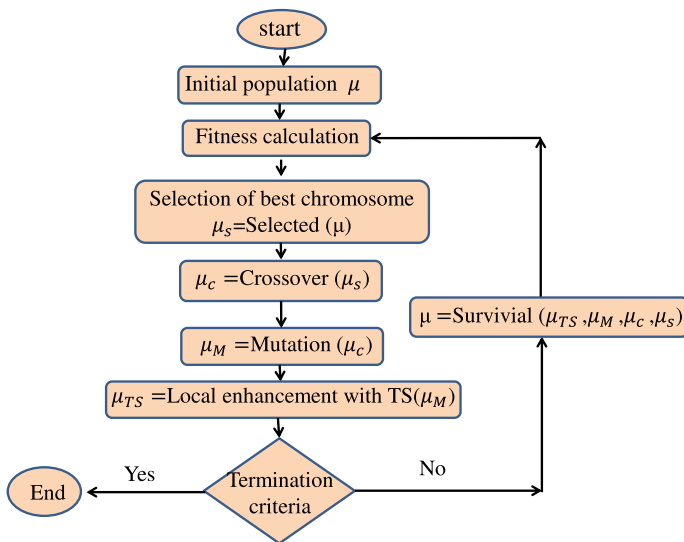 start
Initial population μ
Fitness calculation
Selection of best chromosome
μ_s=Selected (μ)
μ_c =Crossover (μ_s)
μ_M =Mutation (μ_c)
μ_TS =Local enhancement with TS(μ_M)
μ =Survivial (μ_TS ,μ_M ,μ_c ,μ_s)
Termination
criteria
Yes
No
End